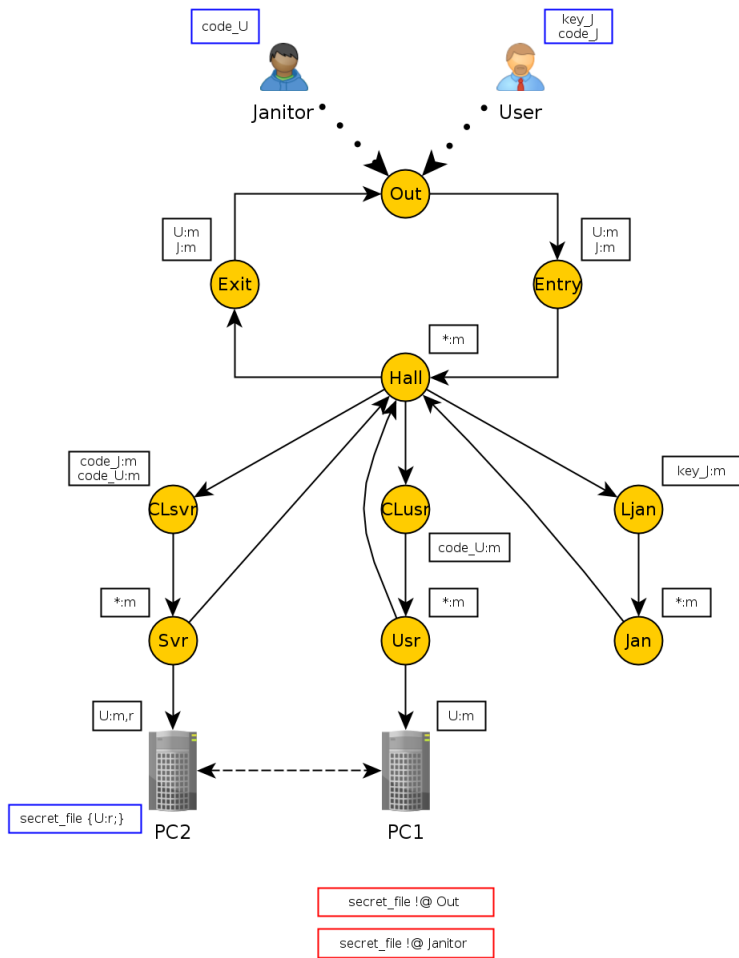 code_U
key_J
code_J
Janitor
User
Out
U:m
J:m
U:m
J:m
Exit
Entry
*:m
Hall
code_J:m
code_U:m
key_J:m
CLsvr
CLusr
Ljan
code_U:m
*:m
*:m
*:m
Svr
Usr
Jan
U:m,r
U:m
secret_file {U:r;}
PC2
PC1
secret_file !@ Out
secret_file !@ Janitor